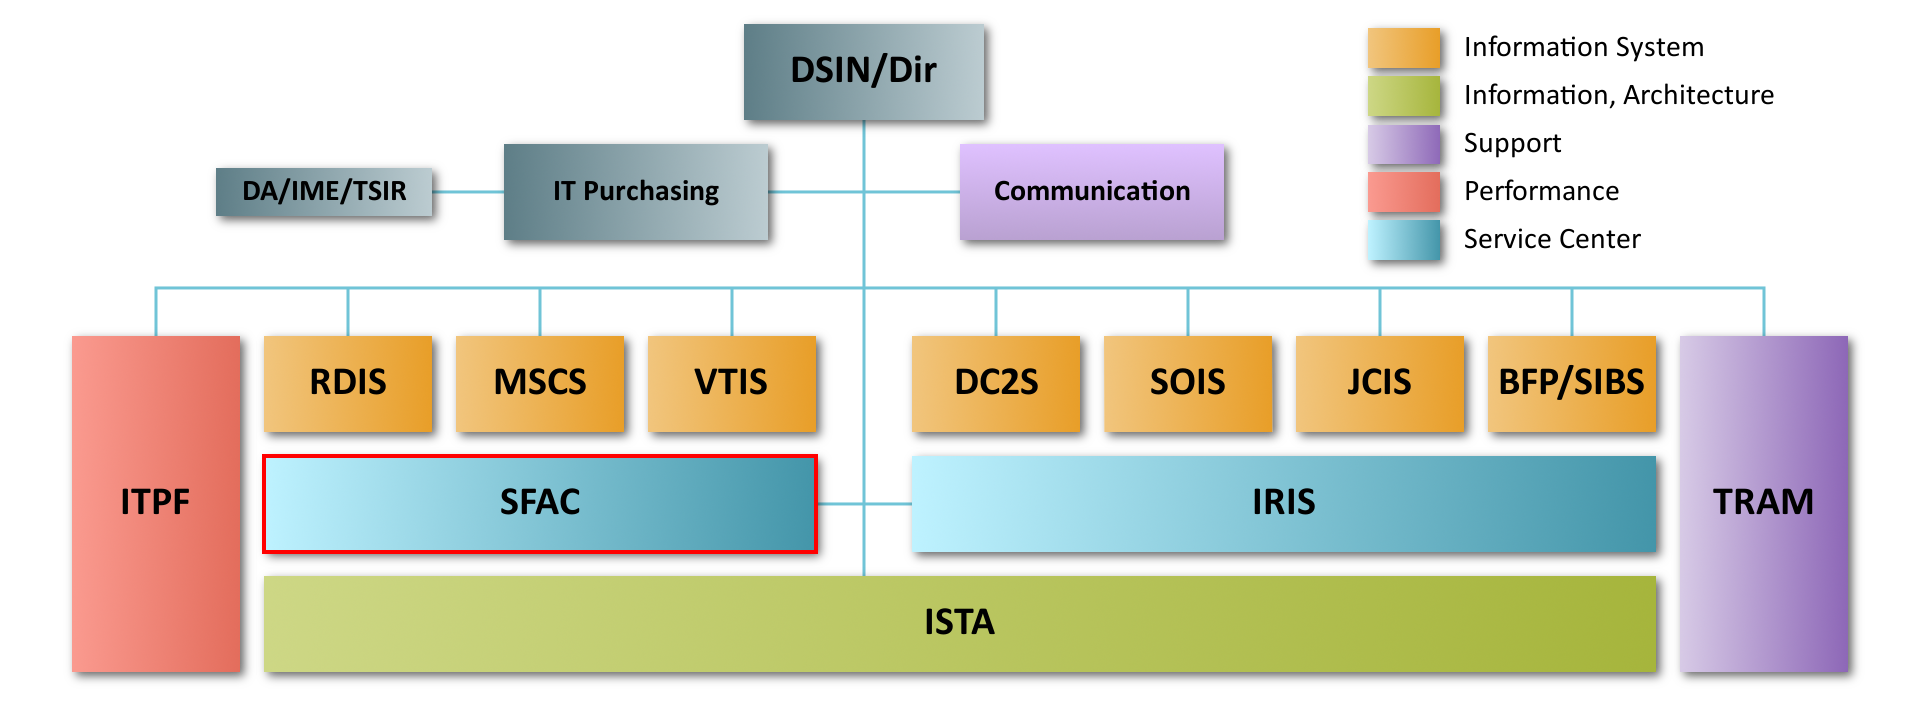 DSIN/Dir
Information System
Information, Architecture
Support
Performance
Service Center
DA/IME/TSIR
IT Purchasing
Communication
ITPF
RDIS
MSCS
VTIS
DC2S
SOIS
JCIS
BFP/SIBS
TRAM
SFAC
IRIS
ISTA